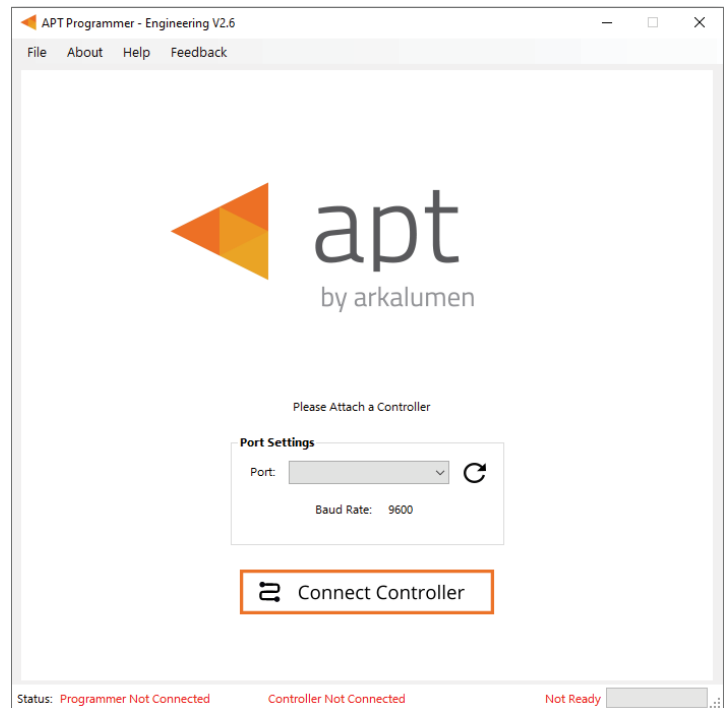 APT Programmer - Engineering V2.6
File About Help Feedback
apt
by arkalumen
Please Attach a Controller
Port Settings
Port:
Baud Rate: 9600
Connect Controller
Status: Programmer Not Connected Controller Not Connected Not Ready